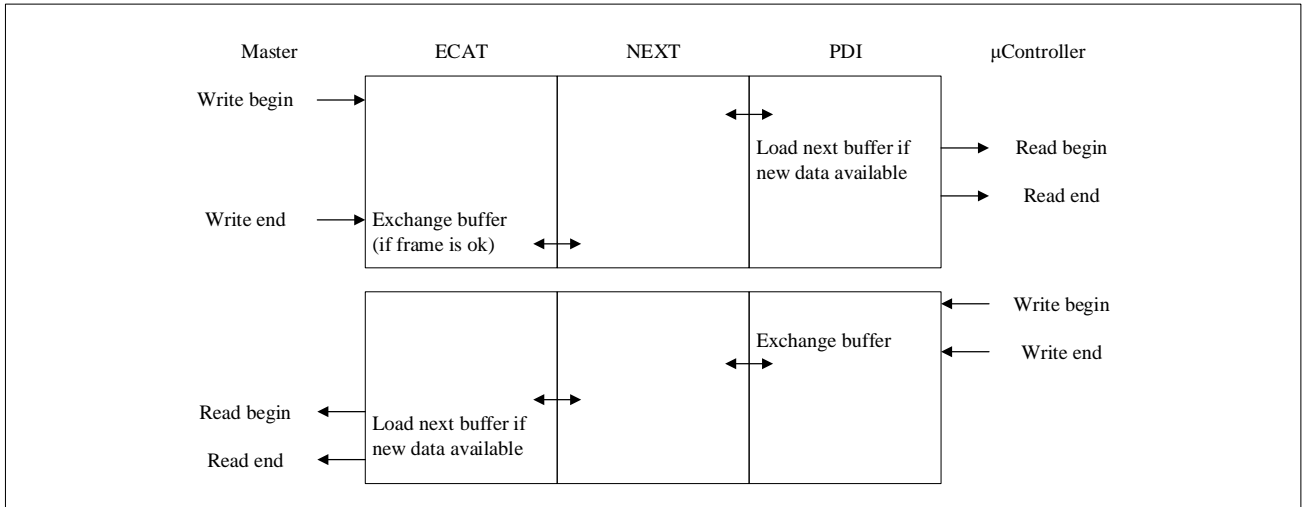 Master ECAT NEXT PDI μController
Write begin
Load next buffer if
new data available
Read begin
Read end
Write end
Exchange buffer
(if frame is ok)
Write begin
Exchange buffer
Write end
Read begin
Load next buffer if
new data available
Read end